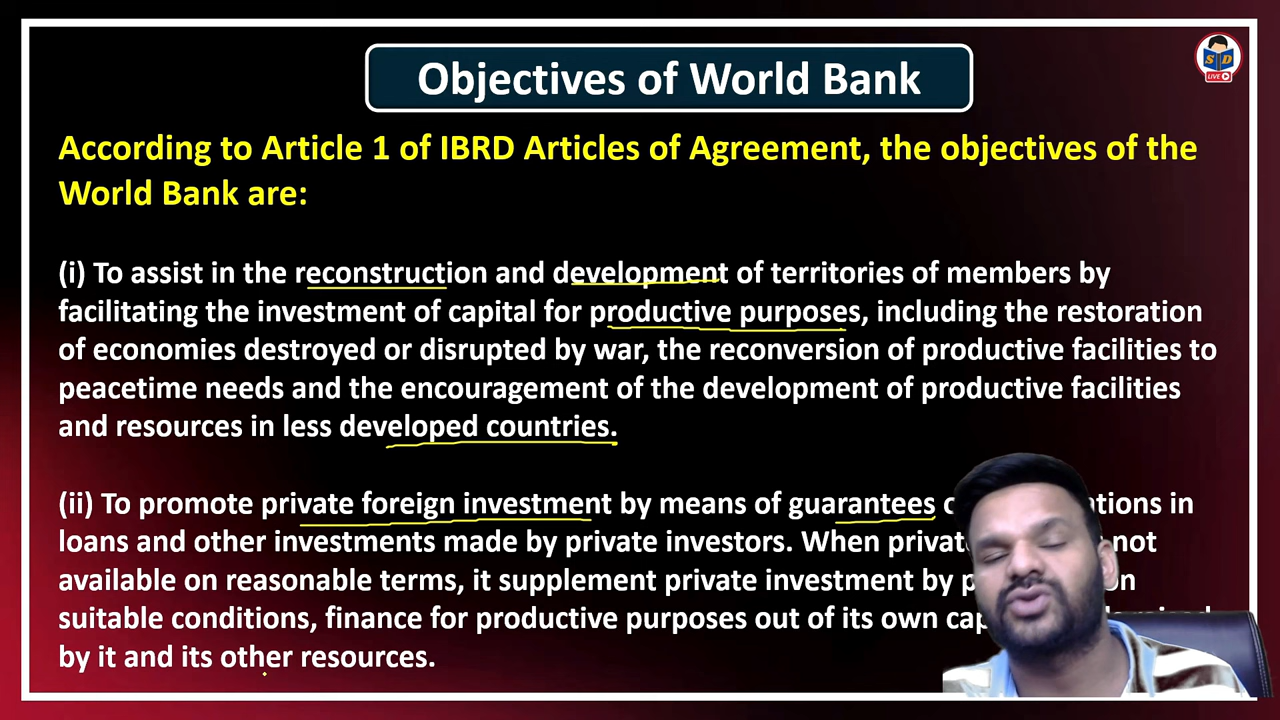 Objectives of World Bank
S D
LIVE
According to Article 1 of IBRD Articles of Agreement, the objectives of the
World Bank are:
(i) To assist in the reconstruction and development of territories of members by
facilitating the investment of capital for productive purposes, including the restoration
of economies destroyed or disrupted by war, the reconversion of productive facilities to
peacetime needs and the encouragement of the development of productive facilities
and resources in less developed countries.
(ii) To promote private foreign investment by means of guarantees in
loans and other investments made by private investors. When not
available on reasonable terms, it supplement private investment by
suitable conditions, finance for productive purposes out of its own
by it and its other resources.